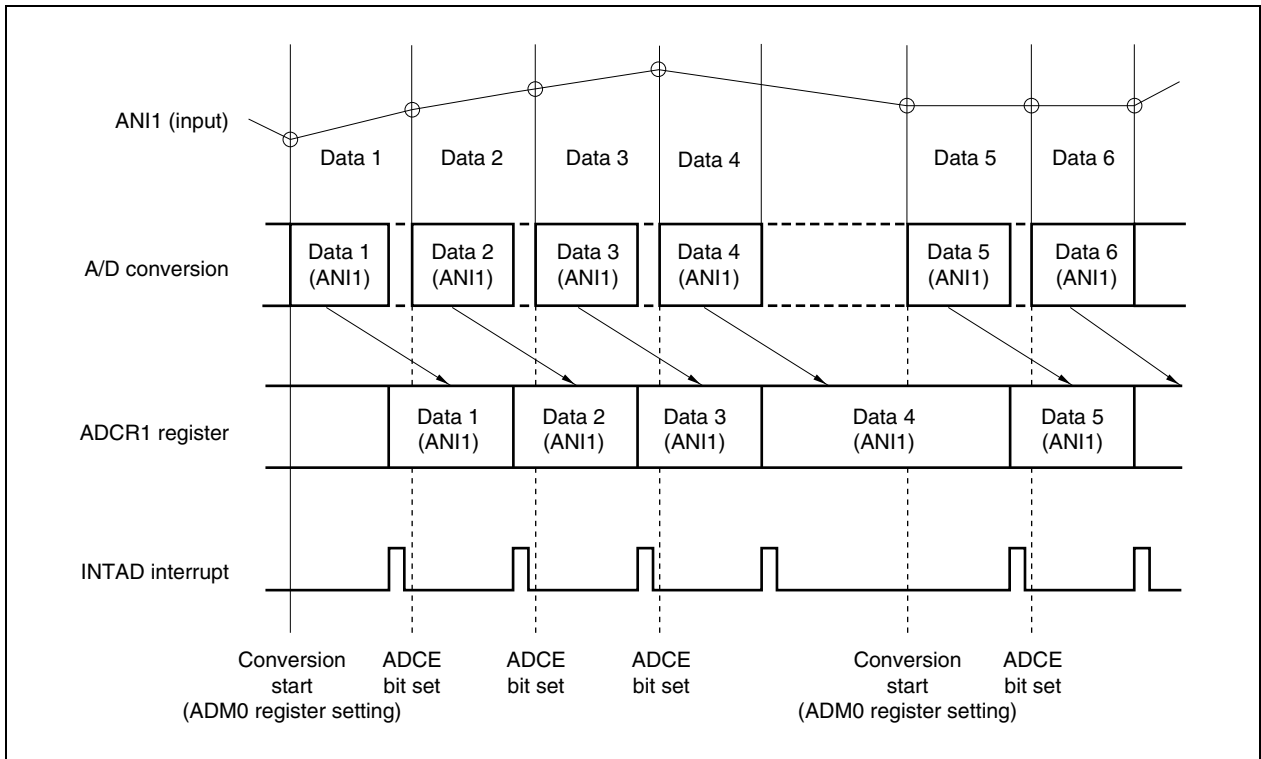 ANI1 (input)
Data 1 Data 2 Data 3 Data 4 Data 5 Data 6
A/D conversion
Data 1 Data 2 Data 3 Data 4 Data 5 Data 6
(ANI1) (ANI1) (ANI1) (ANI1) (ANI1) (ANI1)
ADCR1 register
Data 1 Data 2 Data 3 Data 4 Data 5
(ANI1) (ANI1) (ANI1) (ANI1) (ANI1)
INTAD interrupt
Conversion ADCE ADCE ADCE Conversion ADCE
start bit set bit set bit set start bit set
(ADM0 register setting) (ADM0 register setting)